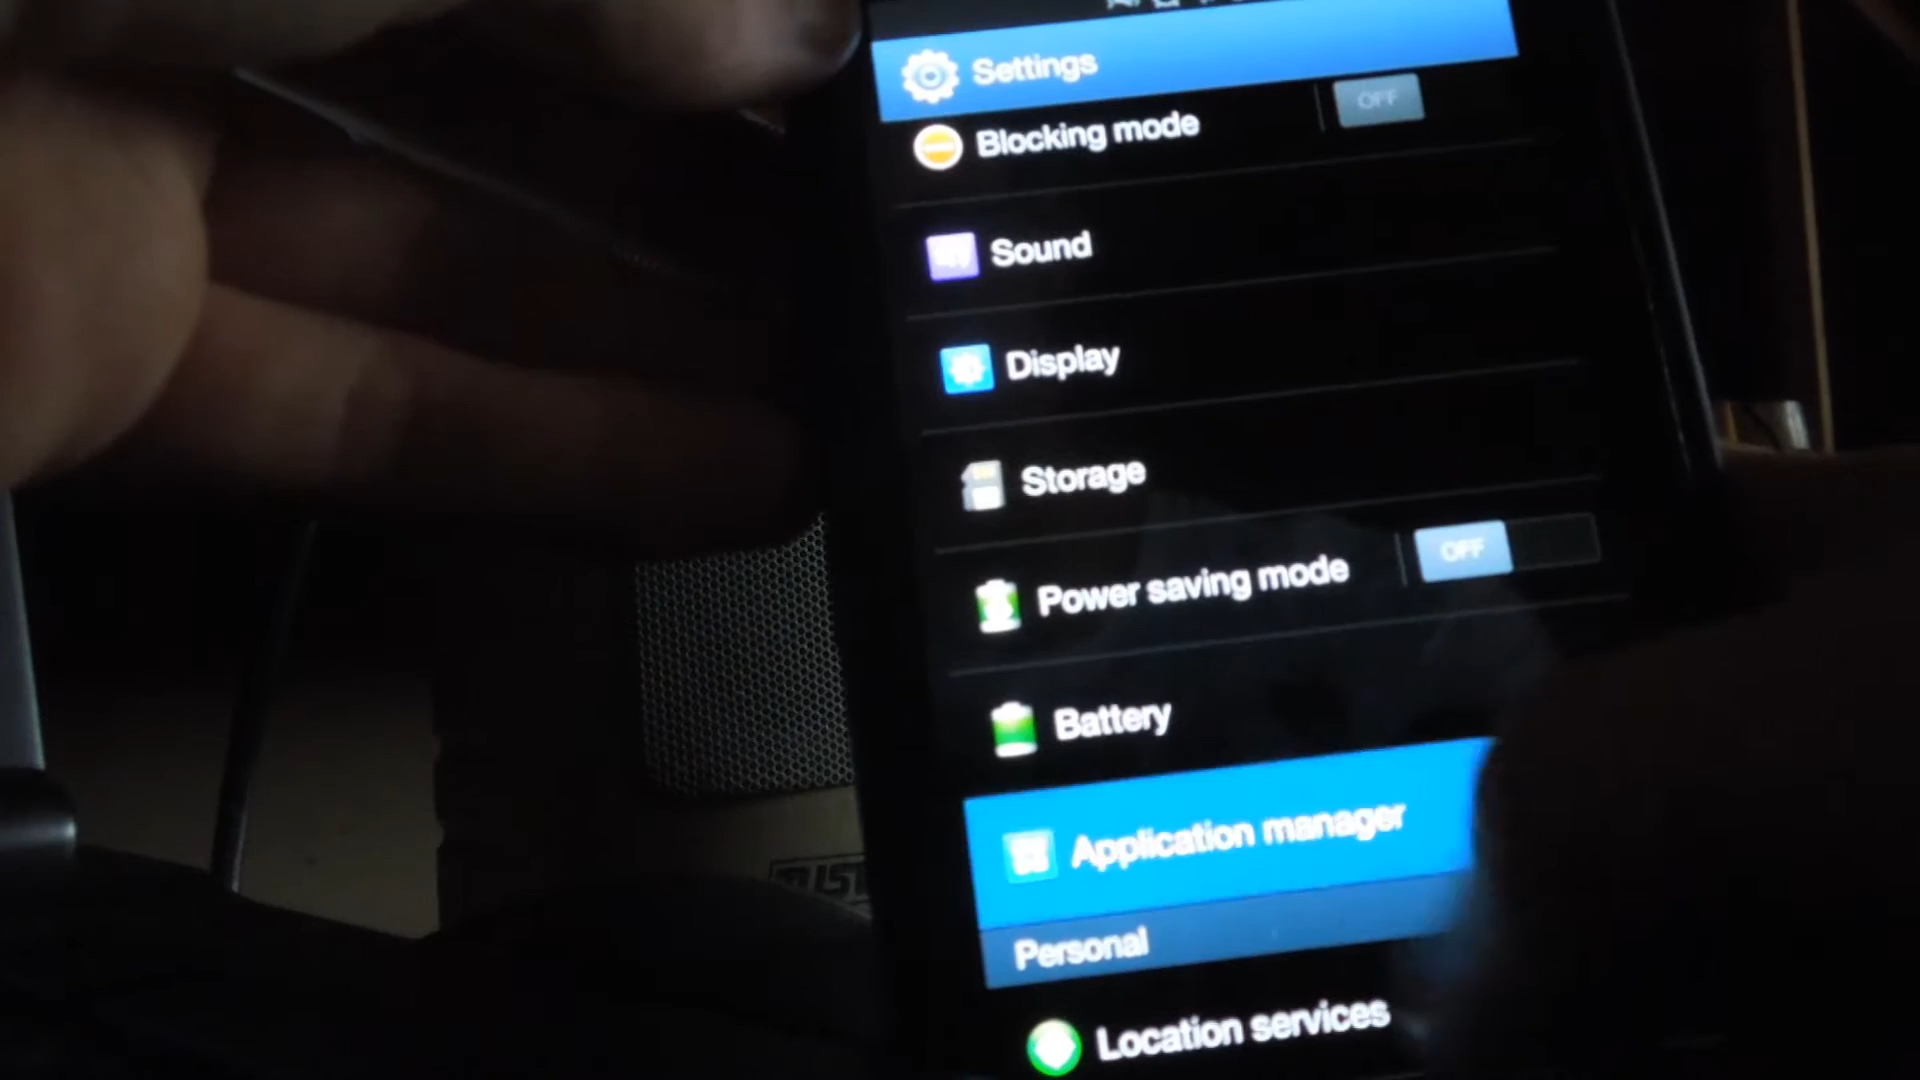 Settings
Blocking mode OFF
Sound
Display
Storage
Power saving mode OFF
Battery
Application manager
Personal
Location services